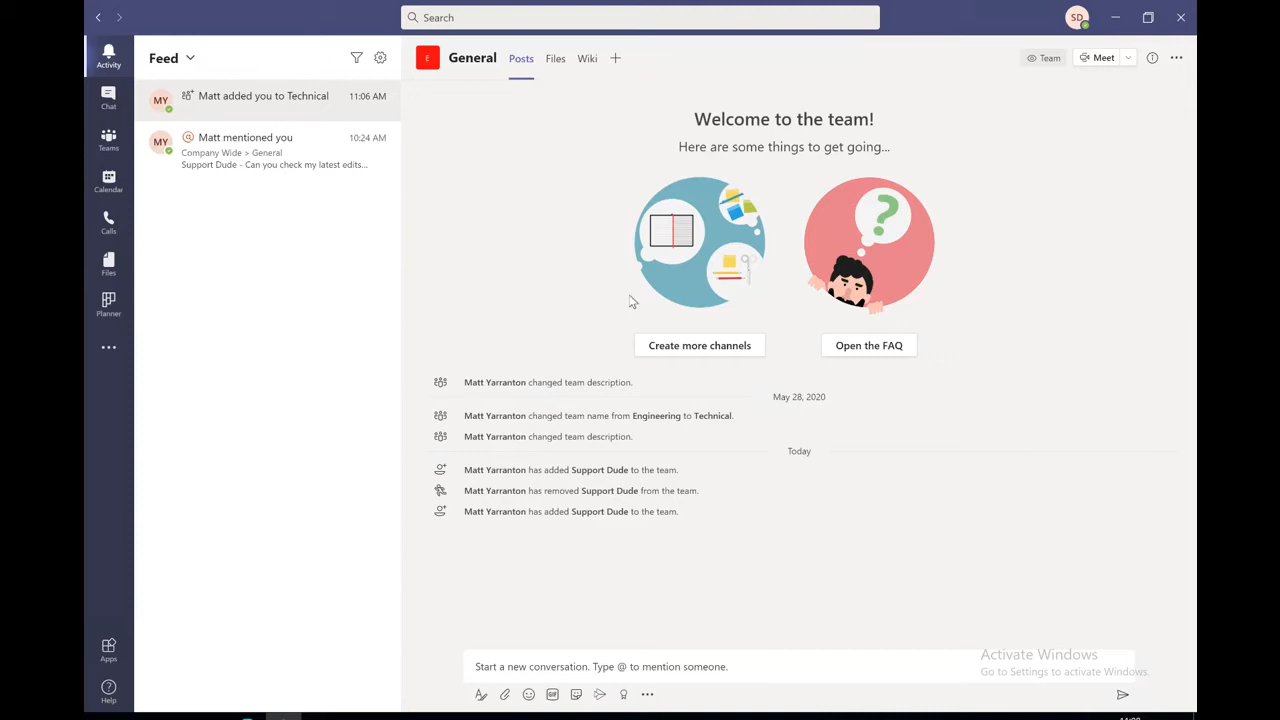 Search
SD
Activity
Chat
Teams
Calendar
Calls
Files
Planner
Apps
Help
Feed
MY
Matt added you to Technical
11:06 AM
MY
Matt mentioned you
10:24 AM
Company Wide > General
Support Dude - Can you check my latest edits...
E
General
Posts
Files
Wiki
Team
Meet
Welcome to the team!
Here are some things to get going...
Create more channels
Open the FAQ
Matt Yarranton changed team description.
May 28, 2020
Matt Yarranton changed team name from Engineering to Technical.
Matt Yarranton changed team description.
Today
Matt Yarranton has added Support Dude to the team.
Matt Yarranton has removed Support Dude from the team.
Matt Yarranton has added Support Dude to the team.
Start a new conversation. Type @ to mention someone.
GIF
Activate Windows
Go to Settings to activate Windows.